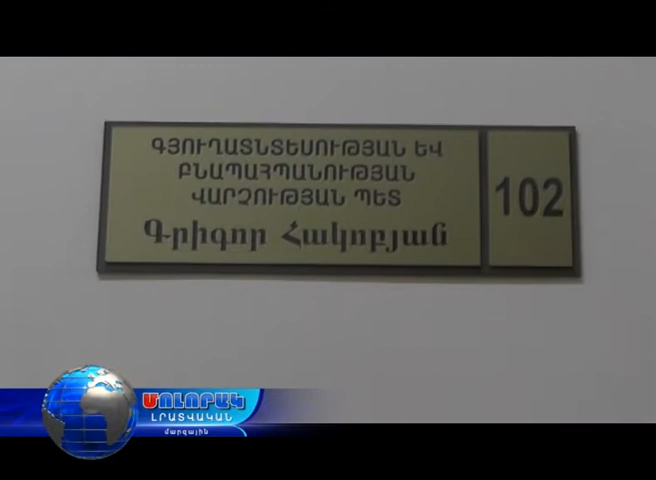 ԳՅՈՒՂԱՏՆՏԵՍՈՒԹՅԱՆ ԵՎ
ԲՆԱՊԱՀՊԱՆՈՒԹՅԱՆ
ՎԱՐՉՈՒԹՅԱՆ ՊԵՏ
Գրիգոր Հակոբյան
102
ՄՈԼՈՐԱԿ
ԼՐԱՏՎԱԿԱՆ
մարզային